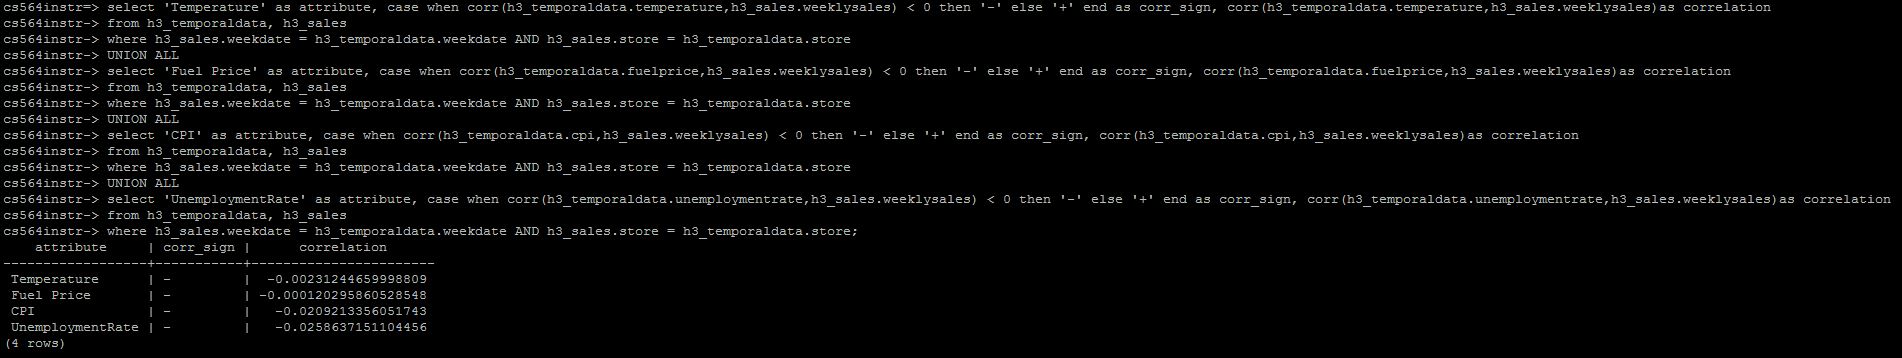 cs564instr-> select 'Temperature' as attribute, case when corr(h3_temporaldata.temperature,h3_sales.weeklysales) < 0 then '-' else '+' end as corr_sign, corr(h3_temporaldata.temperature,h3_sales.weeklysales)as correlation
cs564instr-> from h3_temporaldata, h3_sales
cs564instr-> where h3_sales.weekdate = h3_temporaldata.weekdate AND h3_sales.store = h3_temporaldata.store
cs564instr-> UNION ALL
cs564instr-> select 'Fuel Price' as attribute, case when corr(h3_temporaldata.fuelprice,h3_sales.weeklysales) < 0 then '-' else '+' end as corr_sign, corr(h3_temporaldata.fuelprice,h3_sales.weeklysales)as correlation
cs564instr-> from h3_temporaldata, h3_sales
cs564instr-> where h3_sales.weekdate = h3_temporaldata.weekdate AND h3_sales.store = h3_temporaldata.store
cs564instr-> UNION ALL
cs564instr-> select 'CPI' as attribute, case when corr(h3_temporaldata.cpi,h3_sales.weeklysales) < 0 then '-' else '+' end as corr_sign, corr(h3_temporaldata.cpi,h3_sales.weeklysales)as correlation
cs564instr-> from h3_temporaldata, h3_sales
cs564instr-> where h3_sales.weekdate = h3_temporaldata.weekdate AND h3_sales.store = h3_temporaldata.store
cs564instr-> UNION ALL
cs564instr-> select 'UnemploymentRate' as attribute, case when corr(h3_temporaldata.unemploymentrate,h3_sales.weeklysales) < 0 then '-' else '+' end as corr_sign, corr(h3_temporaldata.unemploymentrate,h3_sales.weeklysales)as correlation
cs564instr-> from h3_temporaldata, h3_sales
cs564instr-> where h3_sales.weekdate = h3_temporaldata.weekdate AND h3_sales.store = h3_temporaldata.store;
    attribute     | corr_sign |      correlation
------------------+-----------+-----------------------
 Temperature      | -         |  -0.00231244659998809
 Fuel Price       | -         | -0.000120295860528548
 CPI              | -         |   -0.0209213356051743
 UnemploymentRate | -         |   -0.0258637151104456
(4 rows)